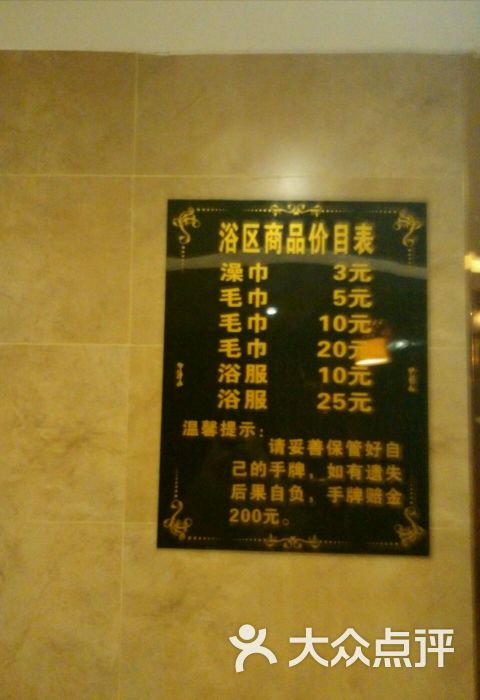 浴区商品价目表
澡巾 3元
毛巾 5元
毛巾 10元
毛巾 20元
浴服 10元
浴服 25元
温馨提示:
请妥善保管好自
己的手牌，如有遗失
后果自负，手牌赔金
200元。
大众点评